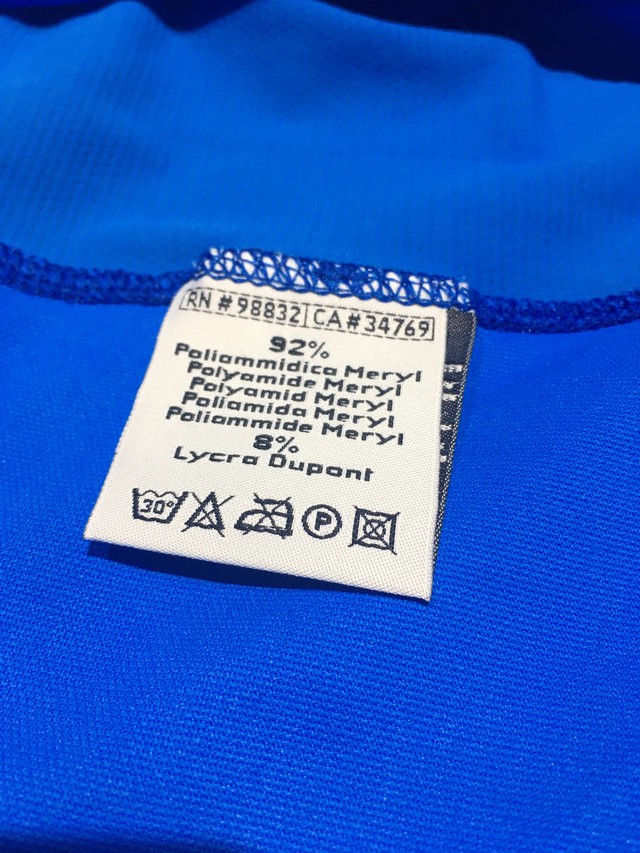 RN #98832 CA#34769
92%
Poliammidica Meryl
Polyamide Meryl
Polyamid Meryl
Poliamida Meryl
Poliammide Meryl
8%
Lycra Dupont
30° P